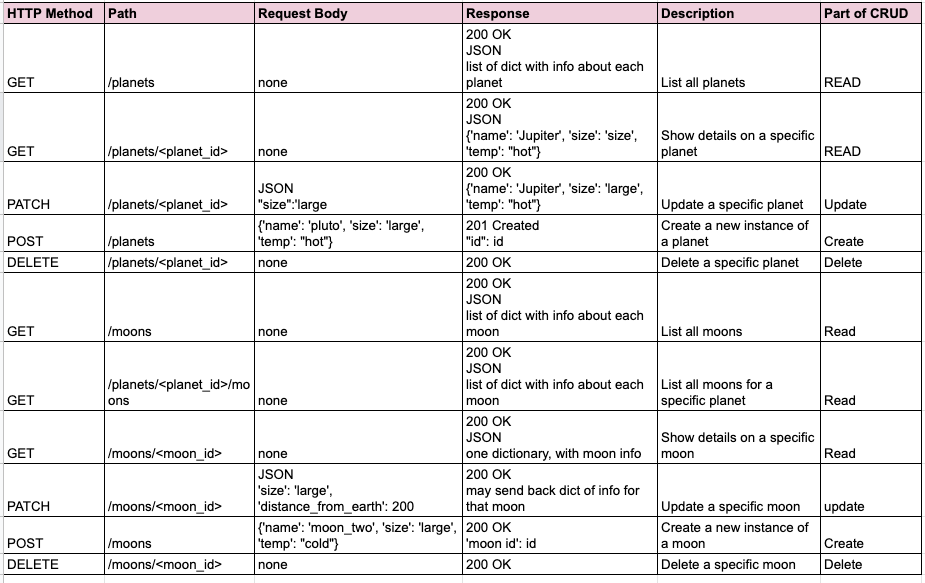 HTTP Method Path Request Body Response Description Part of CRUD
200 OK
JSON
list of dict with info about each
GET /planets none planet List all planets READ
200 OK
JSON
{'name': 'Jupiter', 'size': 'size', Show details on a specific
GET /planets/<planet_id> none 'temp': "hot"} planet READ
200 OK
JSON {'name': 'Jupiter', 'size': 'large',
PATCH /planets/<planet_id> "size":'large 'temp': "hot"} Update a specific planet Update
{'name': 'pluto', 'size': 'large', 201 Created Create a new instance of
POST /planets 'temp': "hot"} "id": id a planet Create
DELETE /planets/<planet_id> none 200 OK Delete a specific planet Delete
200 OK
JSON
list of dict with info about each
GET /moons none moon List all moons Read
200 OK
JSON
/planets/<planet_id>/mo list of dict with info about each List all moons for a
GET ons none moon specific planet Read
200 OK
JSON Show details on a specific
GET /moons/<moon_id> none one dictionary, with moon info moon Read
JSON 200 OK
'size': 'large', may send back dict of info for
PATCH /moons/<moon_id> 'distance_from_earth': 200 that moon Update a specific moon update
{'name': 'moon_two', 'size': 'large', 200 OK Create a new instance of
POST /moons 'temp': "cold"} 'moon id': id a moon Create
DELETE /moons/<moon_id> none 200 OK Delete a specific moon Delete